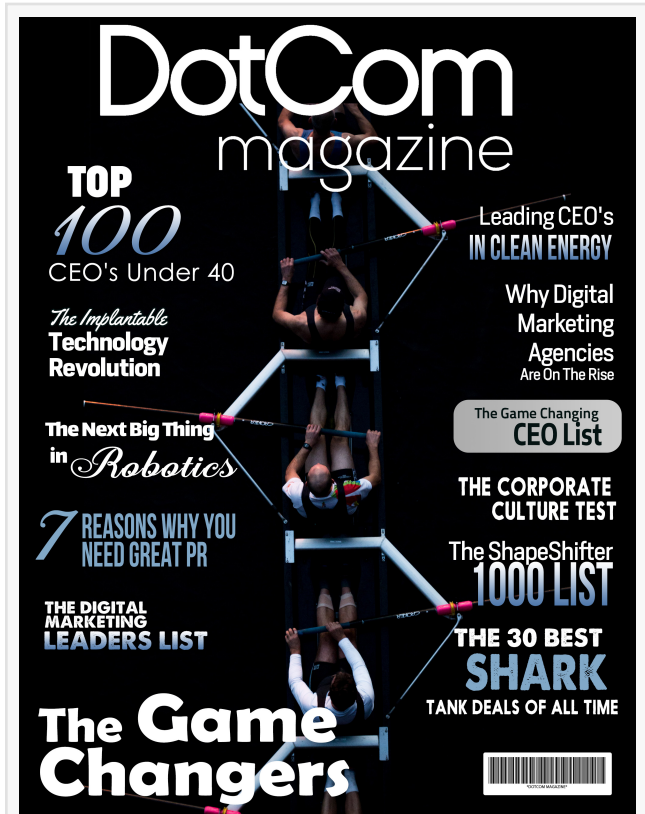 DotCom
magazine
TOP
100
CEO's Under 40
The Implantable
Technology
Revolution
The Next Big Thing
in Robotics
7 REASONS WHY YOU
NEED GREAT PR
THE DIGITAL
MARKETING
LEADERS LIST
The Game
Changers
Leading CEO's
IN CLEAN ENERGY
Why Digital
Marketing
Agencies
Are On The Rise
The Game Changing
CEO List
THE CORPORATE
CULTURE TEST
The ShapeShifter
1000 LIST
THE 30 BEST
SHARK
TANK DEALS OF ALL TIME
*DOTCOM MAGAZINE*